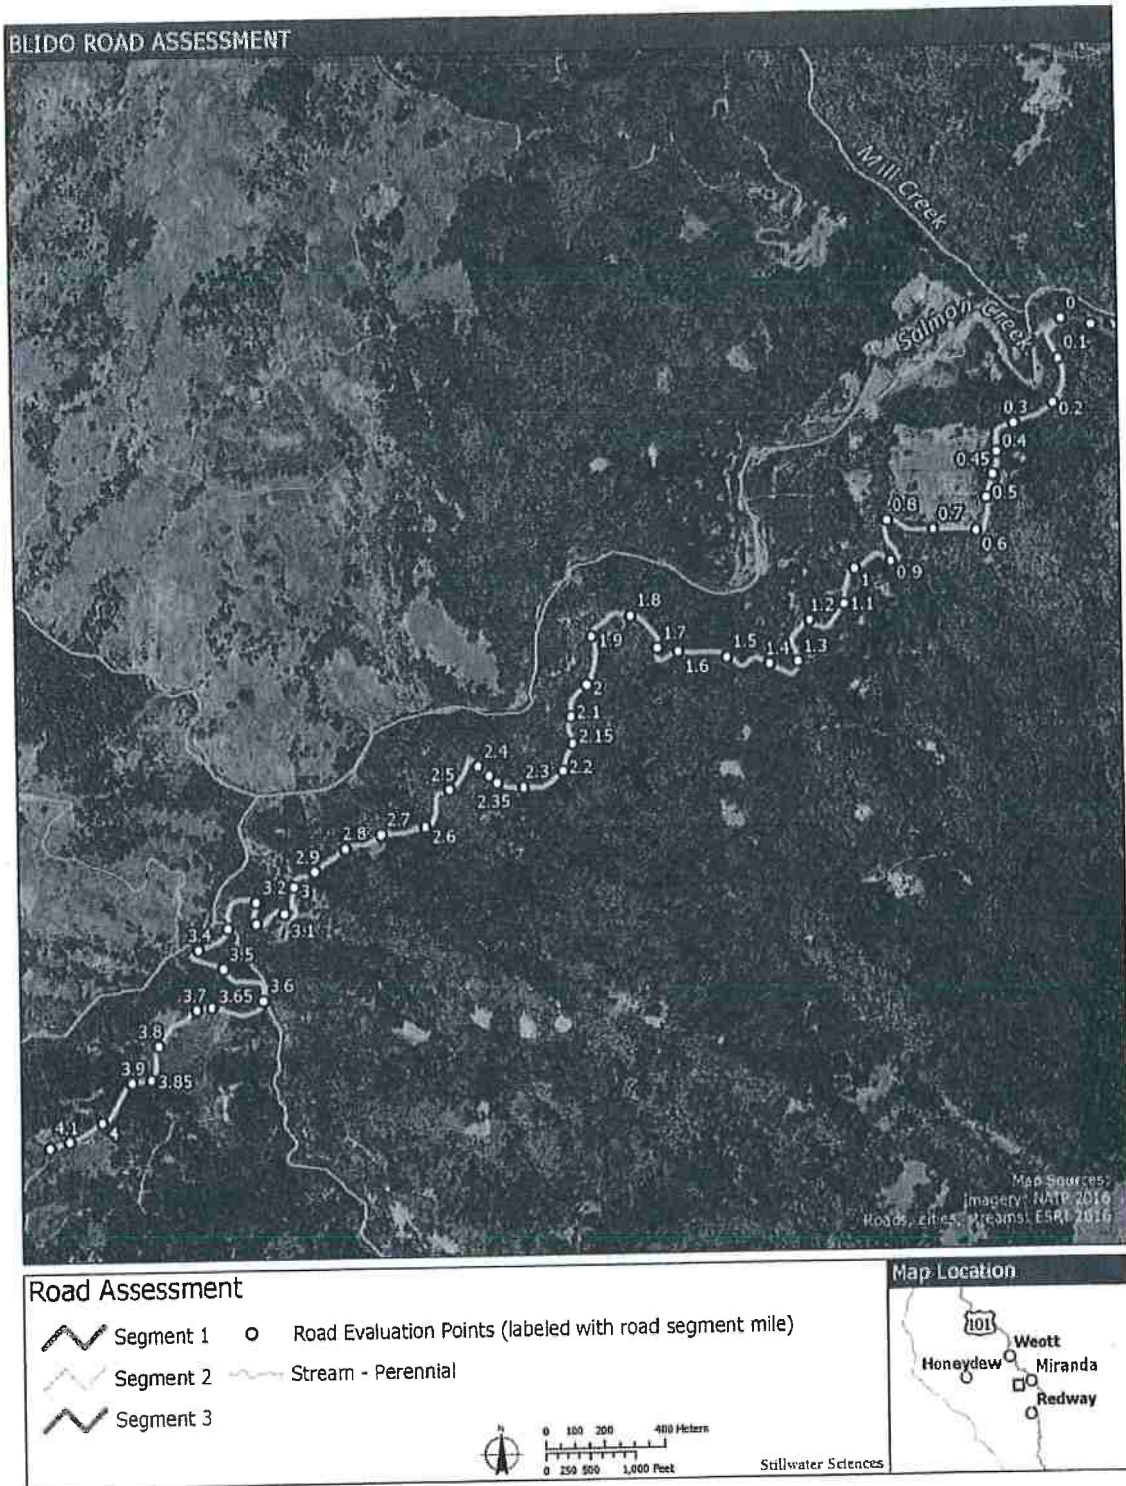 BLIDO ROAD ASSESSMENT
Mill Creek
Salmon Creek
0
0.1
0.2
0.3
0.4
0.45
0.5
0.6
0.7
0.8
0.9
1
1.1
1.2
1.3
1.4
1.5
1.6
1.7
1.8
1.9
2
2.1
2.15
2.2
2.3
2.35
2.4
2.5
2.6
2.7
2.8
2.9
3
3.1
3.2
3.4
3.5
3.6
3.65
3.7
3.8
3.85
3.9
4
4.1
Map Sources:
Imagery: NAIP 2016
Roads, cities, streams: ESRI 2016
Road Assessment
Segment 1
Road Evaluation Points (labeled with road segment mile)
Segment 2
Stream - Perennial
Segment 3
N
0 100 200 400 Meters
0 250 500 1,000 Feet
Stillwater Sciences
Map Location
101
Weott
Honeydew
Miranda
Redway